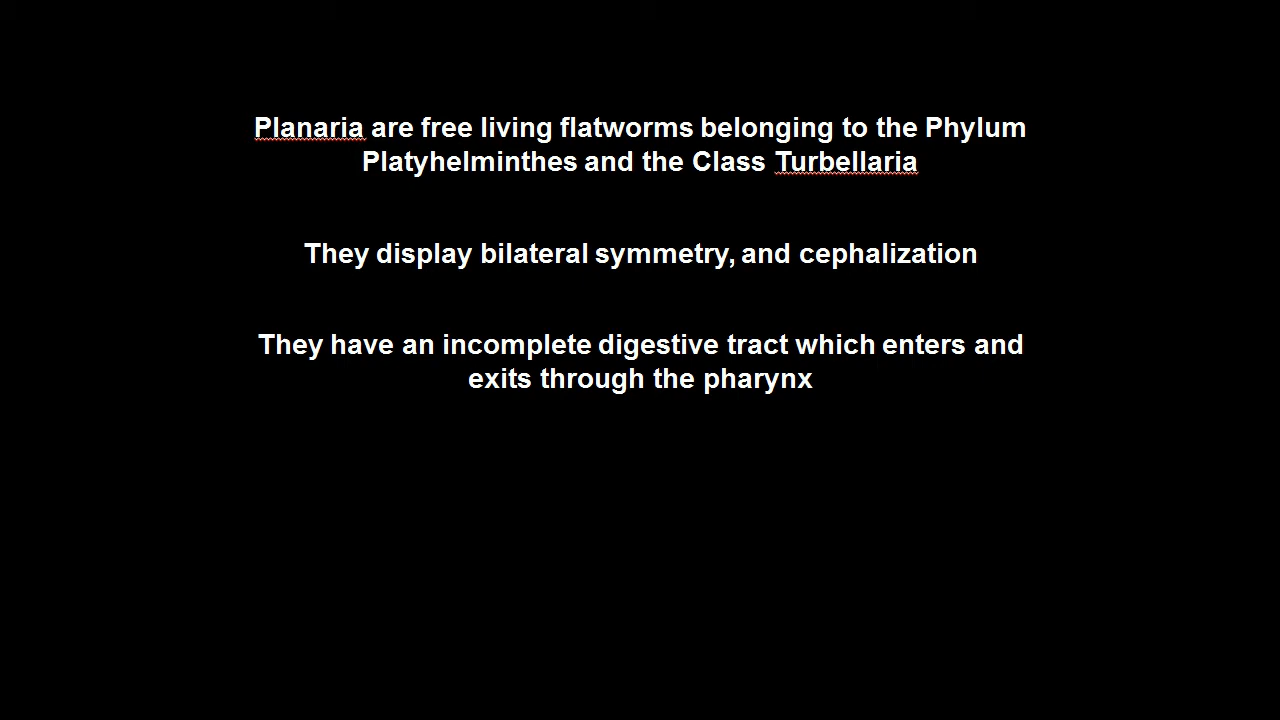 Planaria are free living flatworms belonging to the Phylum
Platyhelminthes and the Class Turbellaria
They display bilateral symmetry, and cephalization
They have an incomplete digestive tract which enters and
exits through the pharynx